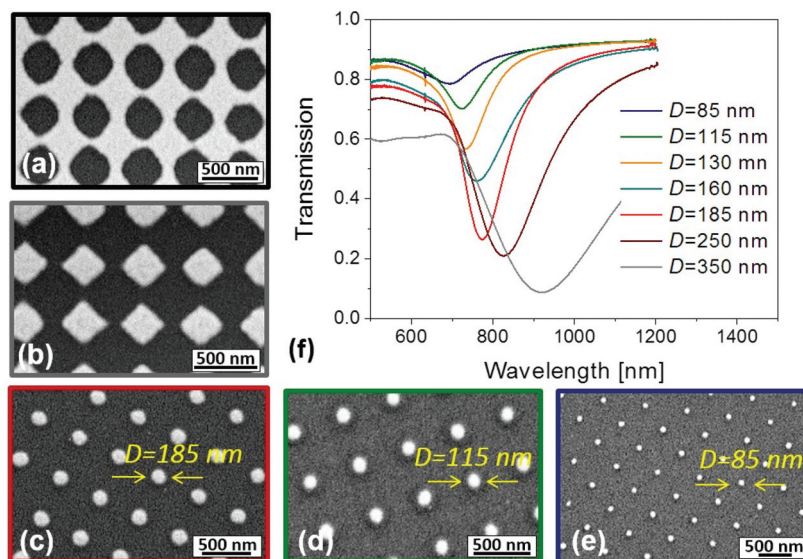 (a)
500 nm
(b)
500 nm
(c)
D=185 nm
500 nm
(d)
D=115 nm
500 nm
(e)
D=85 nm
500 nm
(f)
Transmission
1.0
0.8
0.6
0.4
0.2
0.0
600 800 1000 1200 1400
Wavelength [nm]
D=85 nm
D=115 nm
D=130 mn
D=160 nm
D=185 nm
D=250 nm
D=350 nm